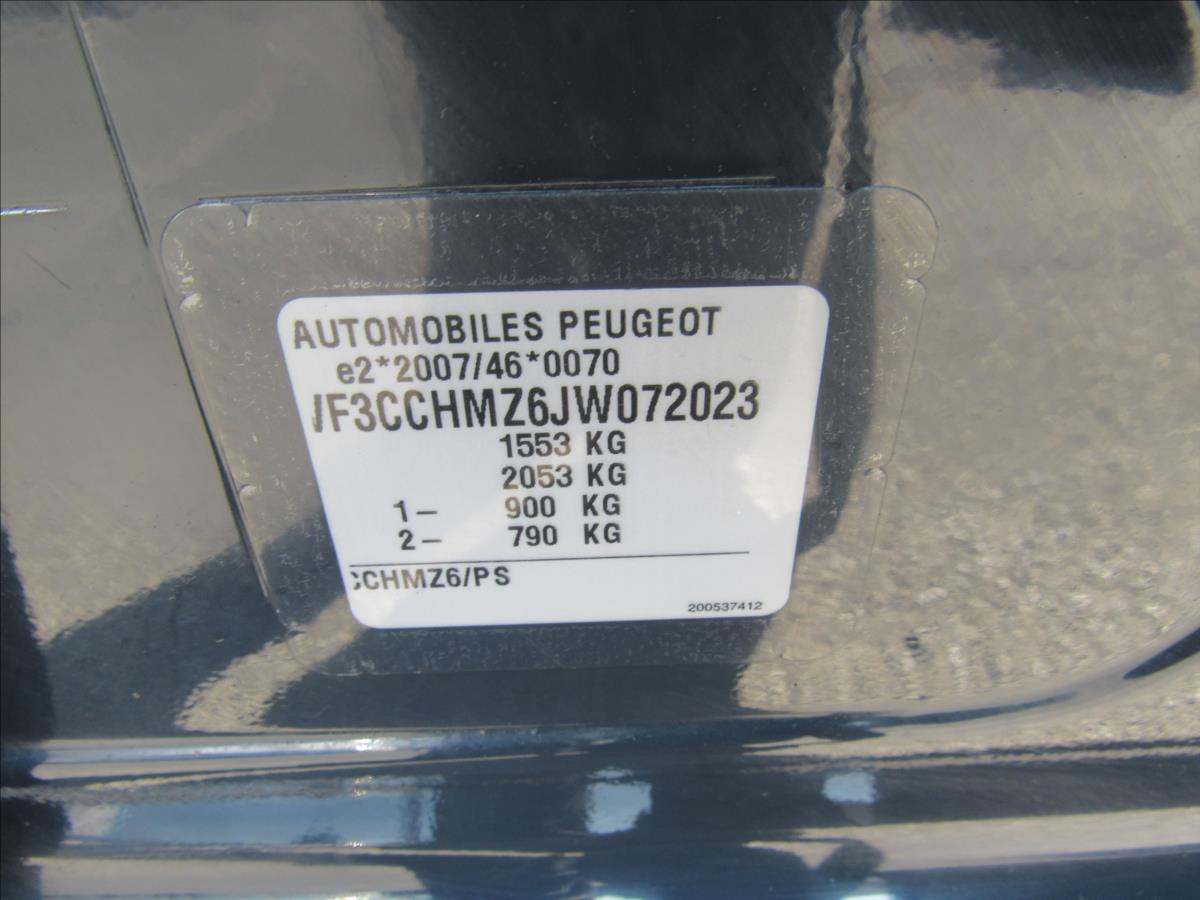 AUTOMOBILES PEUGEOT
e2*2007/46*0070
VF3CCHMZ6JW072023
1553 KG
2053 KG
1- 900 KG
2- 790 KG
CCHMZ6/PS
200537412